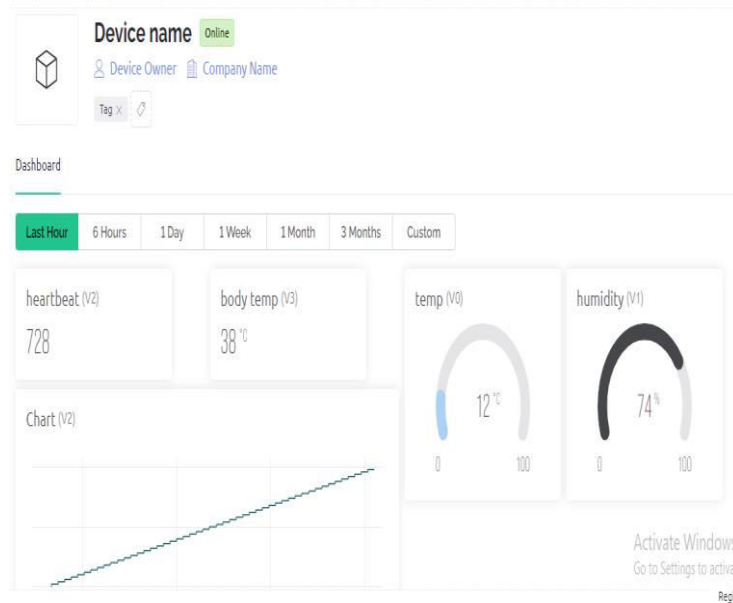 Device name Online
Device Owner Company Name
Tag ×
Dashboard
Last Hour 6 Hours 1 Day 1 Week 1 Month 3 Months Custom
heartbeat (V2)
728
body temp (V3)
38 °C
temp (V0)
12 °C
0 100
humidity (V1)
74 %
0 100
Chart (V2)
Activate Windows
Go to Settings to activa
Reg